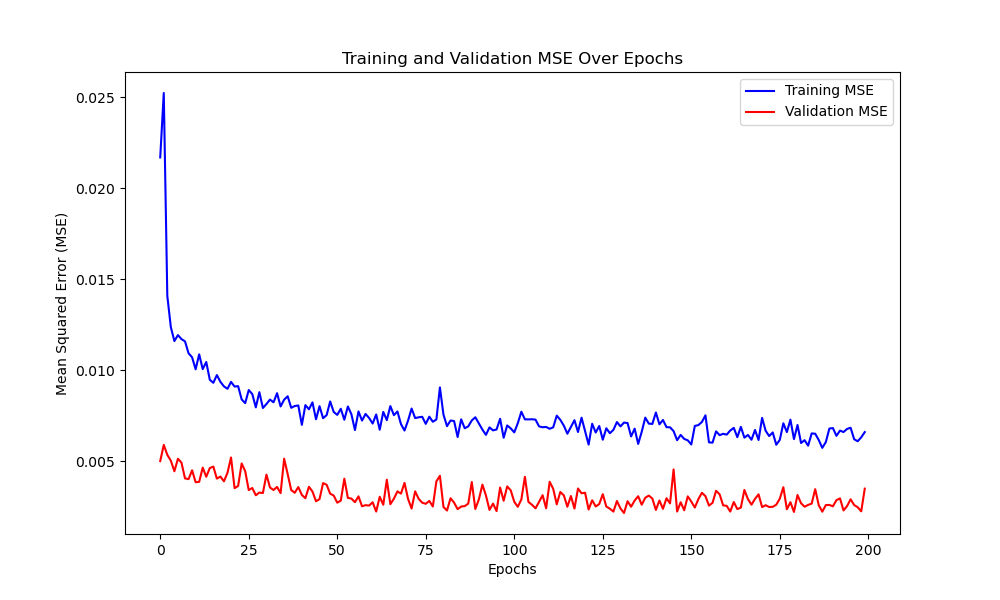 Training and Validation MSE Over Epochs
Training MSE
Validation MSE
Mean Squared Error (MSE)
0.025
0.020
0.015
0.010
0.005
0 25 50 75 100 125 150 175 200
Epochs